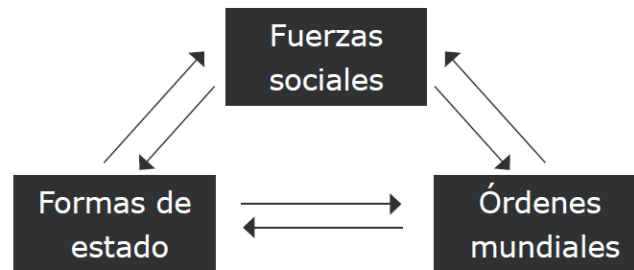 Fuerzas
sociales
Formas de
estado
Órdenes
mundiales